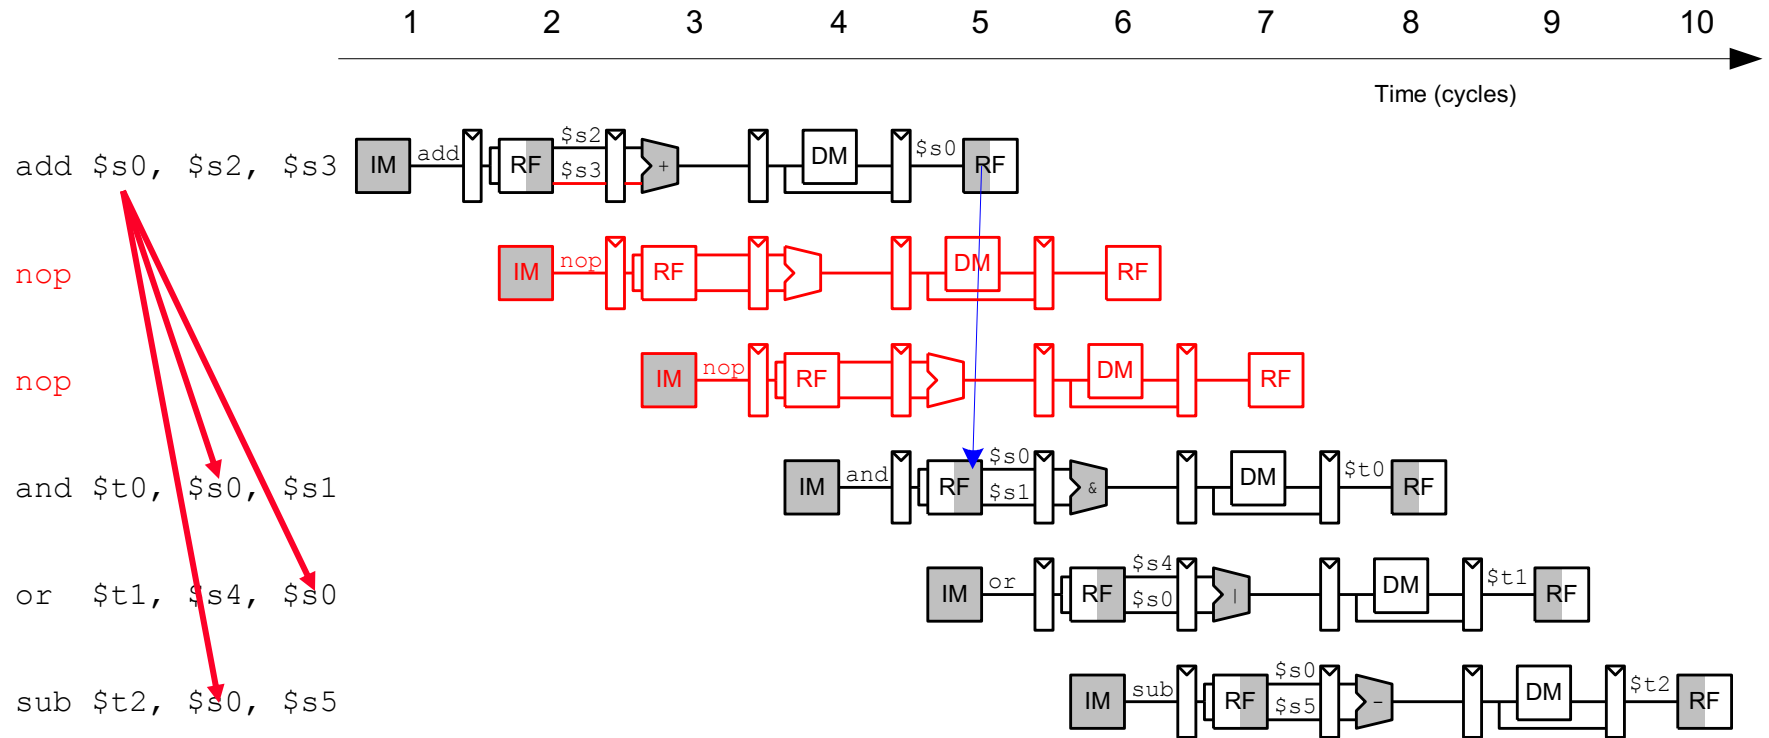 1 2 3 4 5 6 7 8 9 10
Time (cycles)
add $s0, $s2, $s3 IM add RF $s2 $s3 + DM $s0 RF
nop IM nop RF DM RF
nop IM nop RF DM RF
and $t0, $s0, $s1 IM and RF $s0 $s1 & DM $t0 RF
or $t1, $s4, $s0 IM or RF $s4 $s0 | DM $t1 RF
sub $t2, $s0, $s5 IM sub RF $s0 $s5 - DM $t2 RF